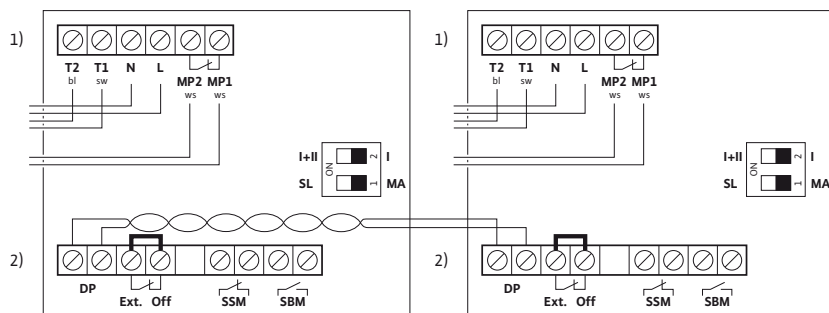 1)
T2 T1 N L MP2 MP1
bl sw ws ws
I+II ON 2 I
SL 1 MA
2)
DP Ext. Off SSM SBM
1)
T2 T1 N L MP2 MP1
bl sw ws ws
I+II ON 2 I
SL 1 MA
2)
DP Ext. Off SSM SBM